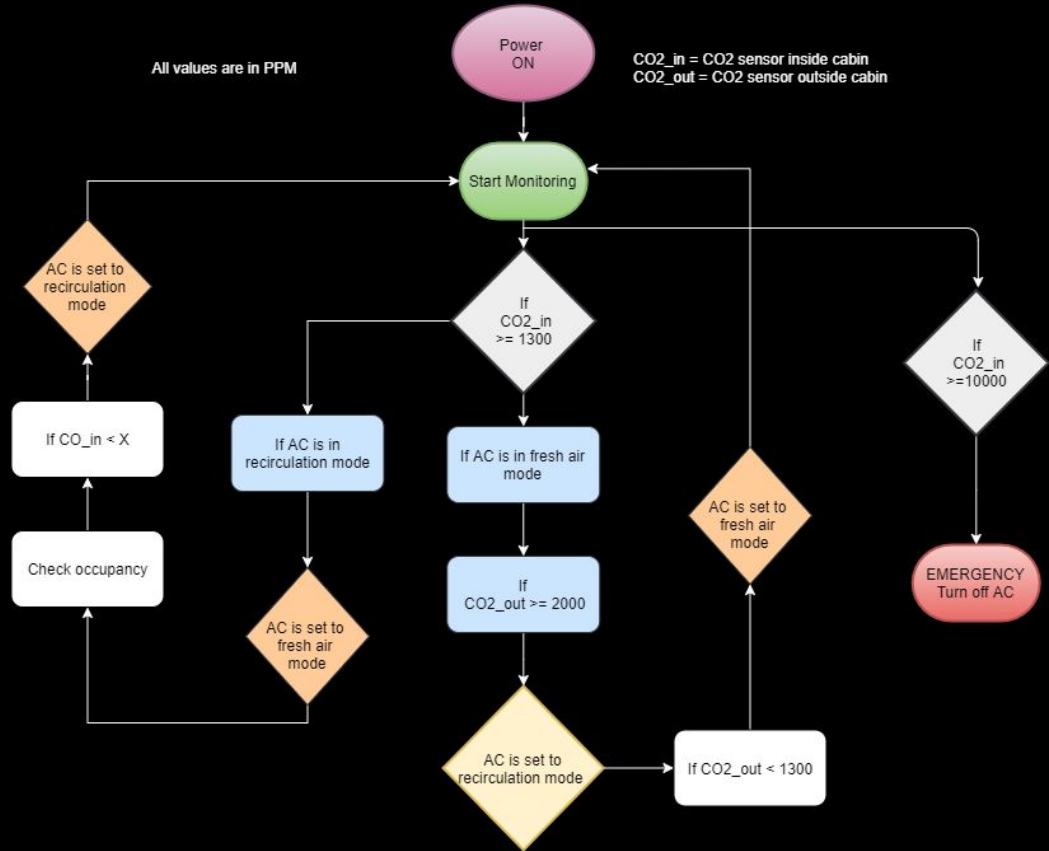 Power
ON
All values are in PPM
CO2_in = CO2 sensor inside cabin
CO2_out = CO2 sensor outside cabin
Start Monitoring
AC is set to
recirculation
mode
If
CO2_in
>= 1300
If
CO2_in
>=10000
If CO_in < X
If AC is in
recirculation mode
If AC is in fresh air
mode
AC is set to
fresh air
mode
Check occupancy
If
CO2_out >= 2000
EMERGENCY
Turn off AC
AC is set to
fresh air
mode
AC is set to
recirculation mode
If CO2_out < 1300